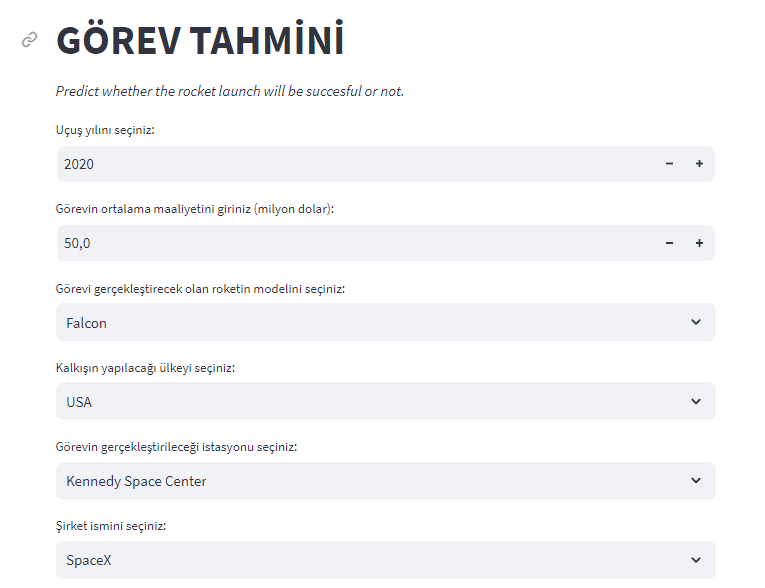 GÖREV TAHMİNİ
Predict whether the rocket launch will be succesful or not.
Uçuş yılını seçiniz:
2020
Görevin ortalama maaliyetini giriniz (milyon dolar):
50,0
Görevi gerçekleştirecek olan roketin modelini seçiniz:
Falcon
Kalkışın yapılacağı ülkeyi seçiniz:
USA
Görevin gerçekleştirileceği istasyonu seçiniz:
Kennedy Space Center
Şirket ismini seçiniz:
SpaceX